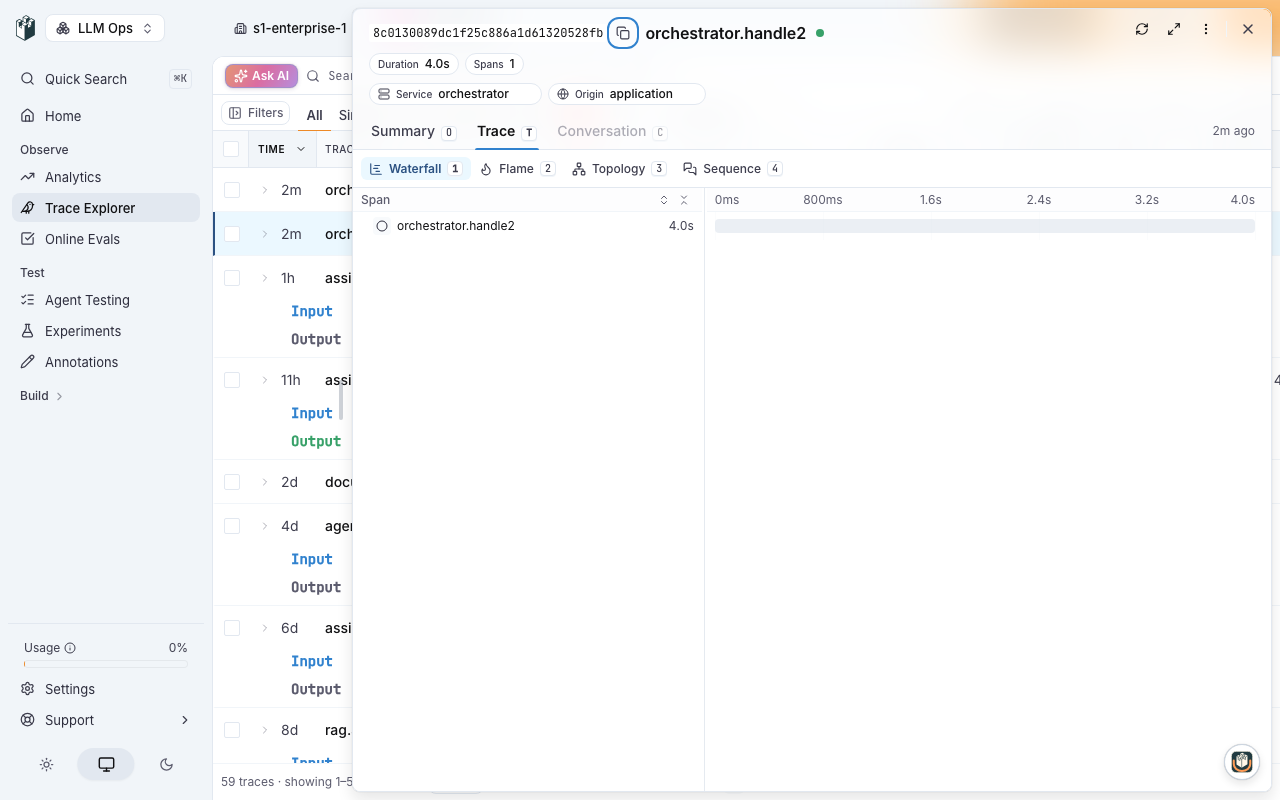 LLM Ops
s1-enterprise-1
Quick Search ⌘K
Home
Observe
Analytics
Trace Explorer
Online Evals
Test
Agent Testing
Experiments
Annotations
Build
Usage 0%
Settings
Support
Ask AI
Filters
All
TIME
2m
2m
1h
Input
Output
11h
Input
Output
2d
4d
Input
Output
6d
Input
Output
8d
rag.
Input
59 traces · showing 1–5
8c0130089dc1f25c886a1d61320528fb orchestrator.handle2
Duration 4.0s Spans 1
Service orchestrator Origin application
Summary O Trace T Conversation C 2m ago
Waterfall 1 Flame 2 Topology 3 Sequence 4
Span 0ms 800ms 1.6s 2.4s 3.2s 4.0s
orchestrator.handle2 4.0s